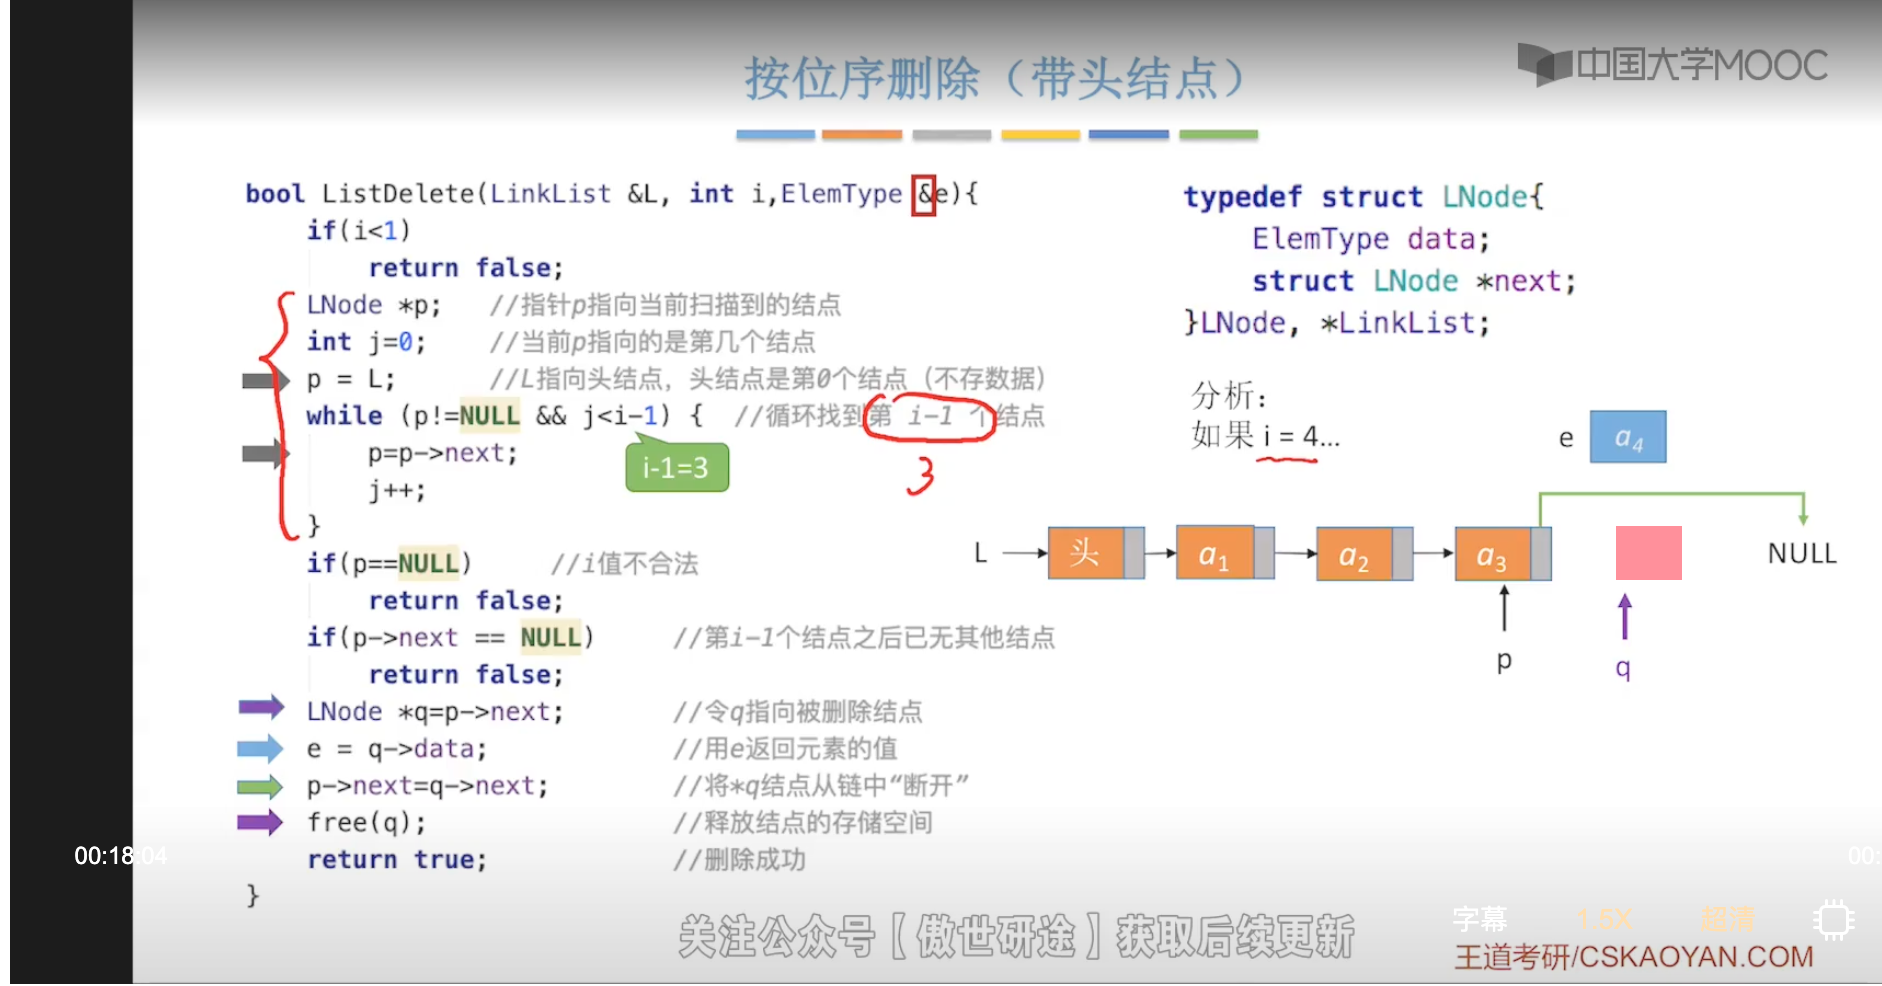 按位序删除（带头结点）
中国大学MOOC
bool ListDelete(LinkList &L, int i,ElemType &e){
if(i<1)
return false;
LNode *p; //指针p指向当前扫描到的结点
int j=0; //当前p指向的是第几个结点
p = L; //L指向头结点，头结点是第0个结点（不存数据）
while (p!=NULL && j<i-1) { //循环找到第 i-1 个结点
p=p->next;
j++;
}
i-1=3
3
if(p==NULL) //i值不合法
return false;
if(p->next == NULL) //第i-1个结点之后已无其他结点
return false;
LNode *q=p->next; //令q指向被删除结点
e = q->data; //用e返回元素的值
p->next=q->next; //将*q结点从链中“断开”
free(q); //释放结点的存储空间
return true; //删除成功
}
typedef struct LNode{
ElemType data;
struct LNode *next;
}LNode, *LinkList;
分析：
如果 i = 4...
e a4
L 头 a1 a2 a3 NULL
p q
00:18:04
00:
字幕 1.5X 超清
关注公众号【傲世研途】获取后续更新
王道考研/CSKAOYAN.COM